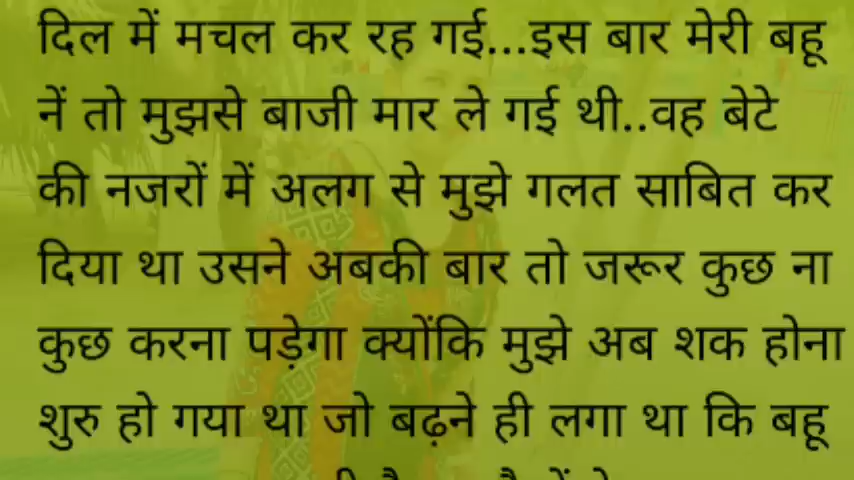 दिल में मचल कर रह गई...इस बार मेरी बहू
नें तो मुझसे बाजी मार ले गई थी..वह बेटे
की नजरों में अलग से मुझे गलत साबित कर
दिया था उसने अबकी बार तो जरूर कुछ ना
कुछ करना पड़ेगा क्योंकि मुझे अब शक होना
शुरु हो गया था जो बढ़ने ही लगा था कि बहू